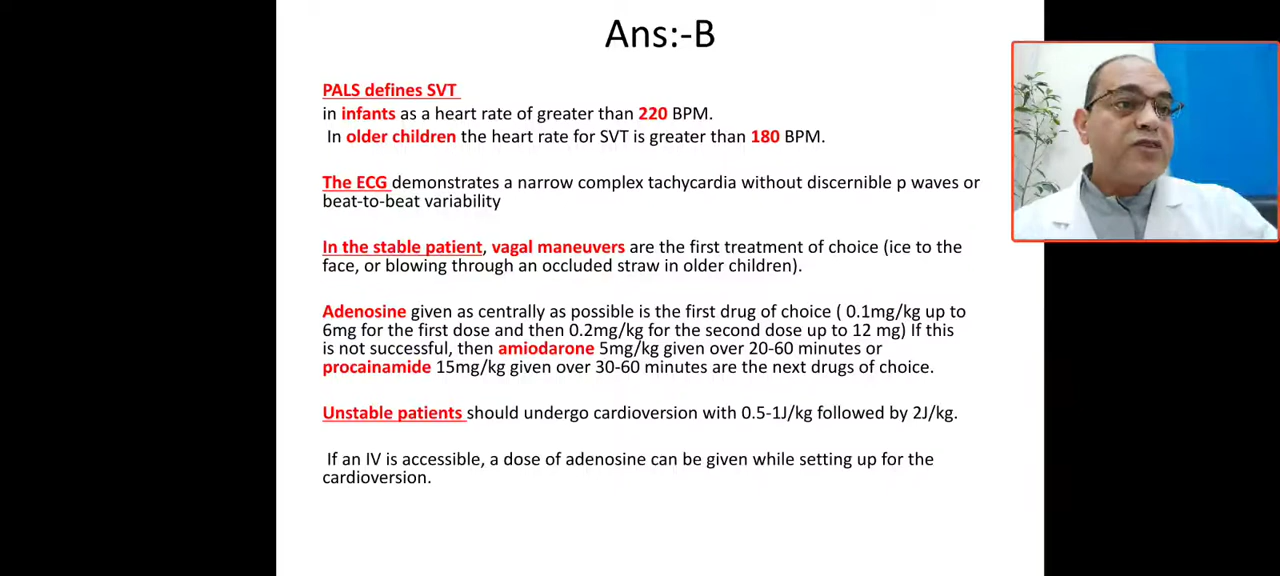 Ans:-B
PALS defines SVT
in infants as a heart rate of greater than 220 BPM.
In older children the heart rate for SVT is greater than 180 BPM.
The ECG demonstrates a narrow complex tachycardia without discernible p waves or
beat-to-beat variability
In the stable patient, vagal maneuvers are the first treatment of choice (ice to the
face, or blowing through an occluded straw in older children).
Adenosine given as centrally as possible is the first drug of choice ( 0.1mg/kg up to
6mg for the first dose and then 0.2mg/kg for the second dose up to 12 mg) If this
is not successful, then amiodarone 5mg/kg given over 20-60 minutes or
procainamide 15mg/kg given over 30-60 minutes are the next drugs of choice.
Unstable patients should undergo cardioversion with 0.5-1J/kg followed by 2J/kg.
If an IV is accessible, a dose of adenosine can be given while setting up for the
cardioversion.